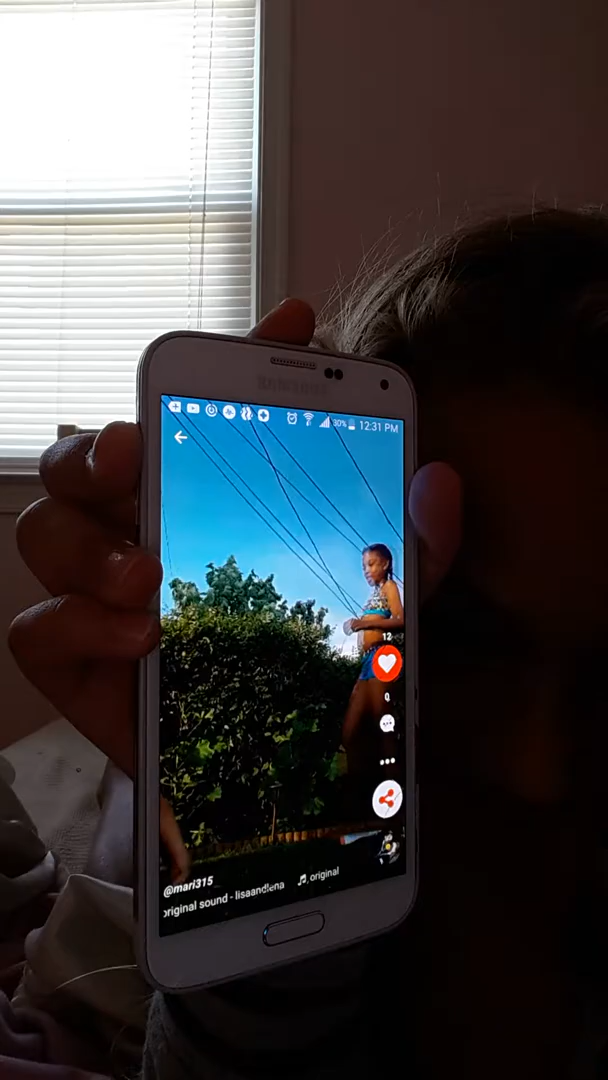 SAMSUNG
30% 12:31 PM
12
0
@mari315
original sound - lisaandlena
original